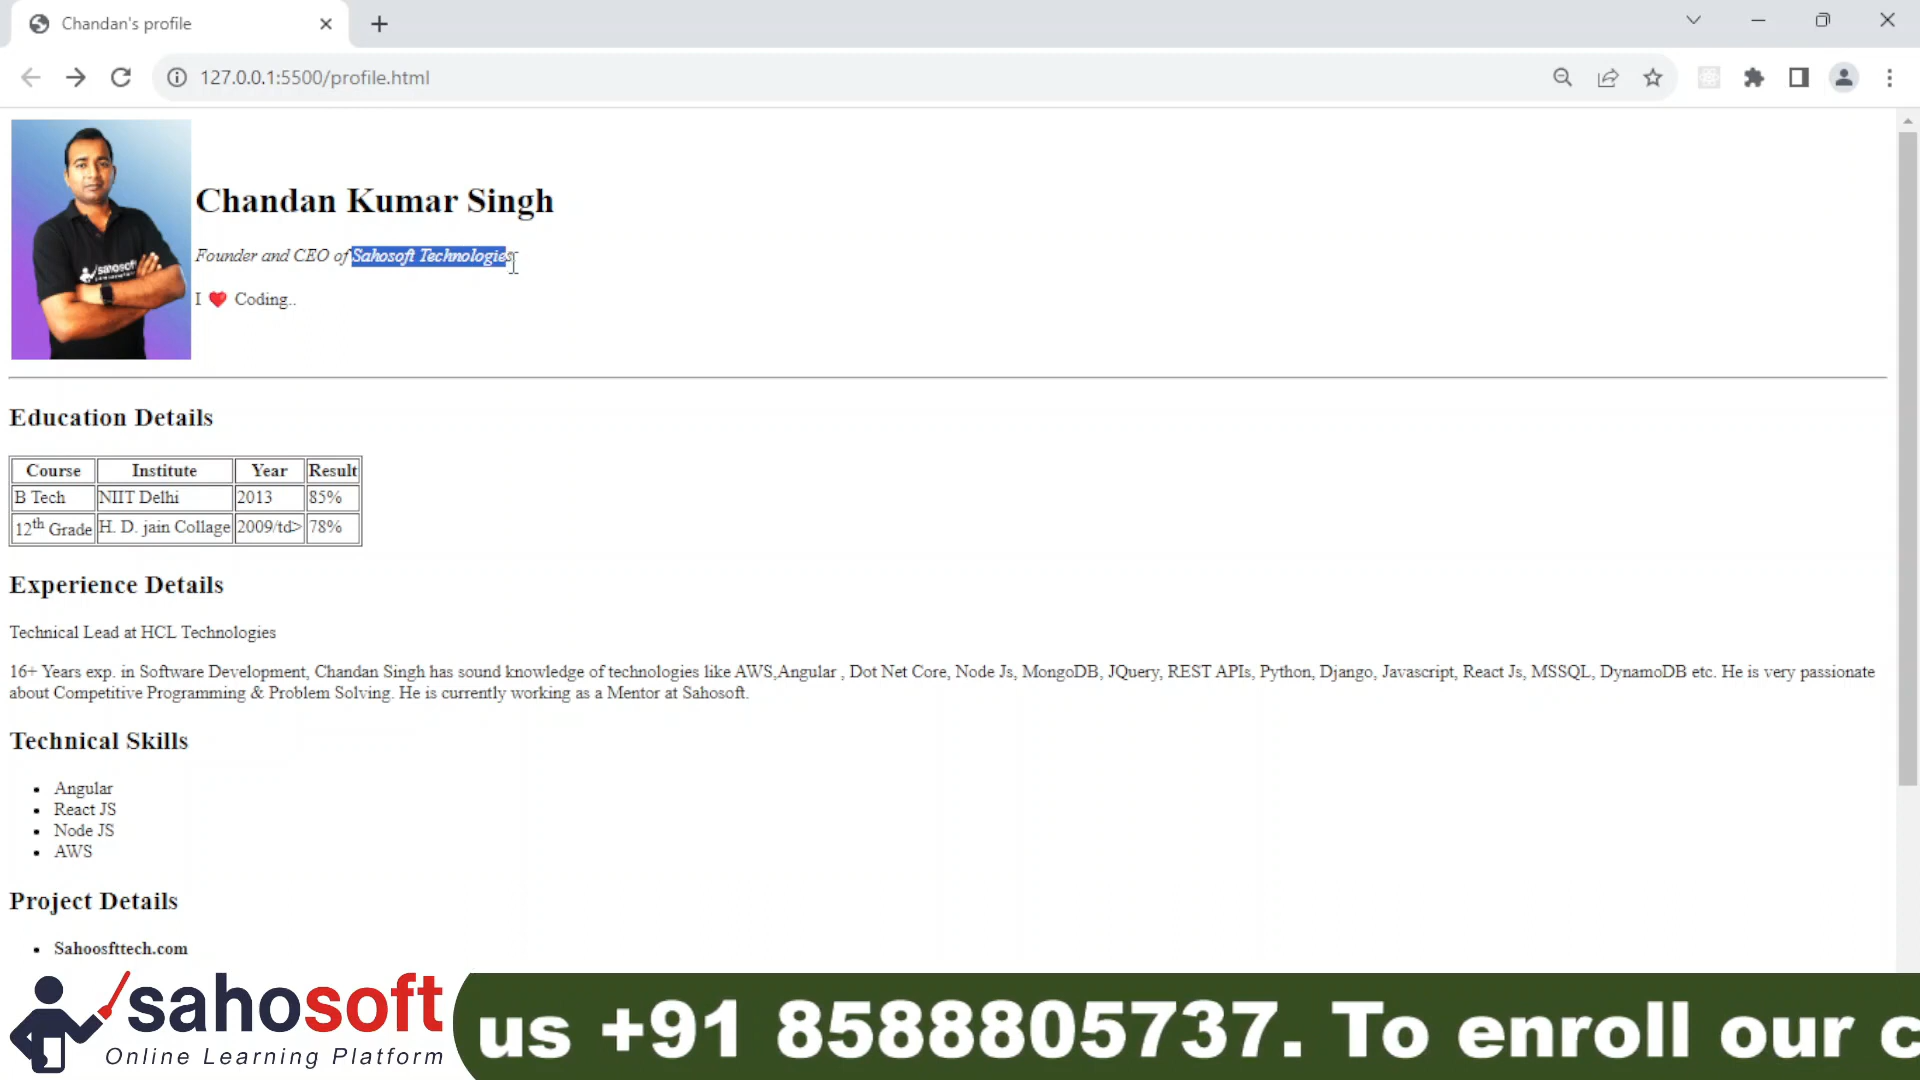 Chandan's profile
127.0.0.1:5500/profile.html
sahosoft
Chandan Kumar Singh
Founder and CEO of Sahosoft Technologies
I ❤ Coding..
Education Details
Course Institute Year Result
B Tech NIIT Delhi 2013 85%
12th Grade H. D. jain Collage 2009/td> 78%
Experience Details
Technical Lead at HCL Technologies
16+ Years exp. in Software Development, Chandan Singh has sound knowledge of technologies like AWS,Angular , Dot Net Core, Node Js, MongoDB, JQuery, REST APIs, Python, Django, Javascript, React Js, MSSQL, DynamoDB etc. He is very passionate
about Competitive Programming & Problem Solving. He is currently working as a Mentor at Sahosoft.
Technical Skills
• Angular
• React JS
• Node JS
• AWS
Project Details
• Sahoosfttech.com
sahosoft
Online Learning Platform
us +91 8588805737. To enroll our c